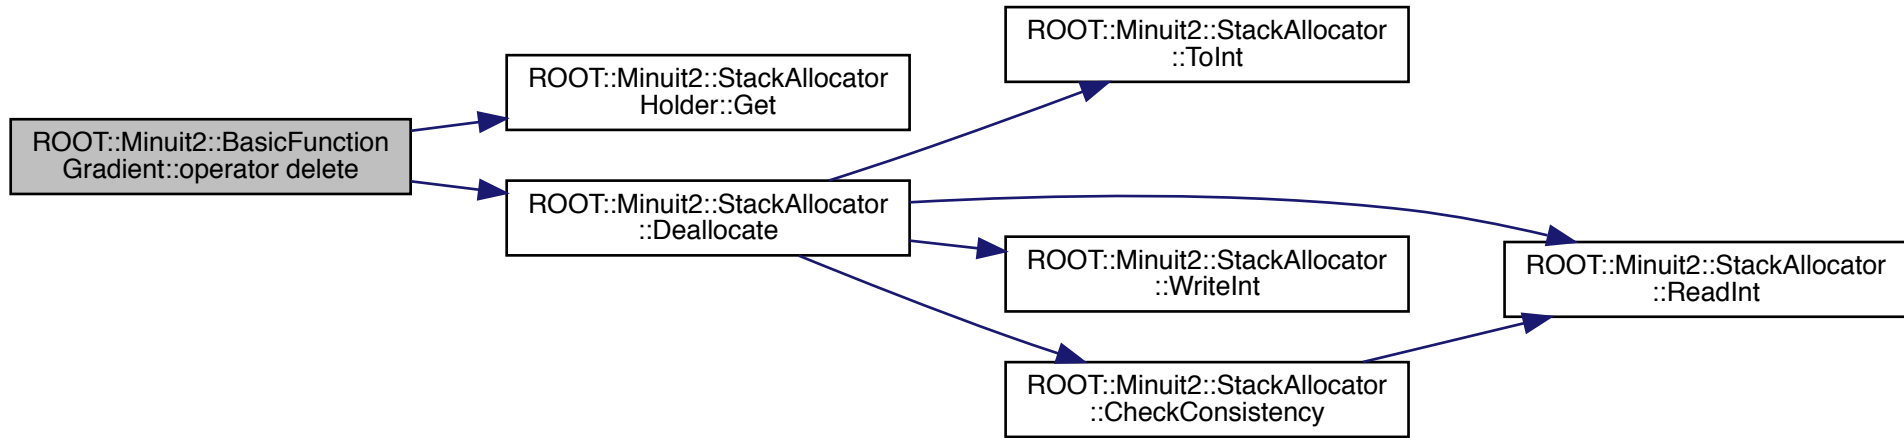 ROOT::Minuit2::BasicFunction
Gradient::operator delete
ROOT::Minuit2::StackAllocator
Holder::Get
ROOT::Minuit2::StackAllocator
::Deallocate
ROOT::Minuit2::StackAllocator
::ToInt
ROOT::Minuit2::StackAllocator
::WriteInt
ROOT::Minuit2::StackAllocator
::CheckConsistency
ROOT::Minuit2::StackAllocator
::ReadInt